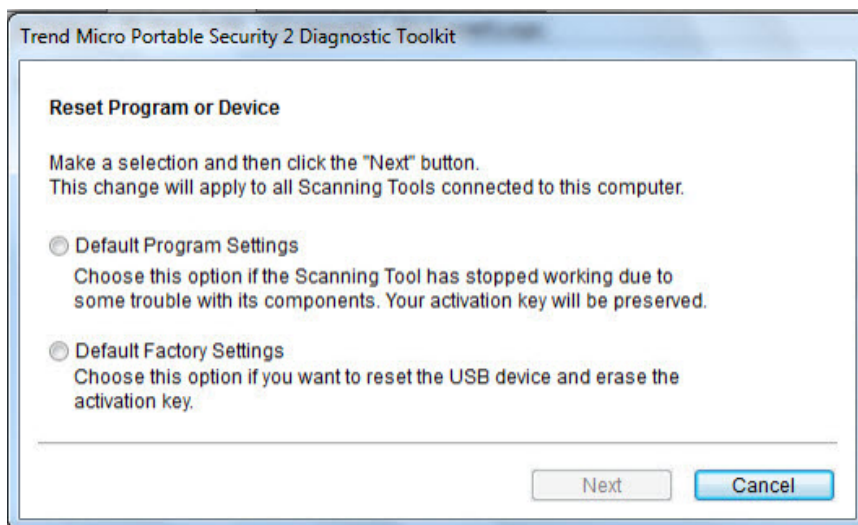 Trend Micro Portable Security 2 Diagnostic Toolkit
Reset Program or Device
Make a selection and then click the "Next" button.
This change will apply to all Scanning Tools connected to this computer.
Default Program Settings
Choose this option if the Scanning Tool has stopped working due to
some trouble with its components. Your activation key will be preserved.
Default Factory Settings
Choose this option if you want to reset the USB device and erase the
activation key.
Next
Cancel